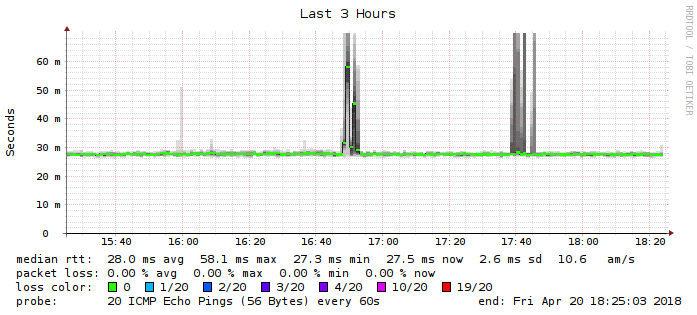 Last 3 Hours
RRDTOOL / TOBI OETIKER
Seconds
60 m
50 m
40 m
30 m
20 m
10 m
0
15:40 16:00 16:20 16:40 17:00 17:20 17:40 18:00 18:20
median rtt: 28.0 ms avg 58.1 ms max 27.3 ms min 27.5 ms now 2.6 ms sd 10.6 am/s
packet loss: 0.00 % avg 0.00 % max 0.00 % min 0.00 % now
loss color: 0 1/20 2/20 3/20 4/20 10/20 19/20
probe: 20 ICMP Echo Pings (56 Bytes) every 60s end: Fri Apr 20 18:25:03 2018